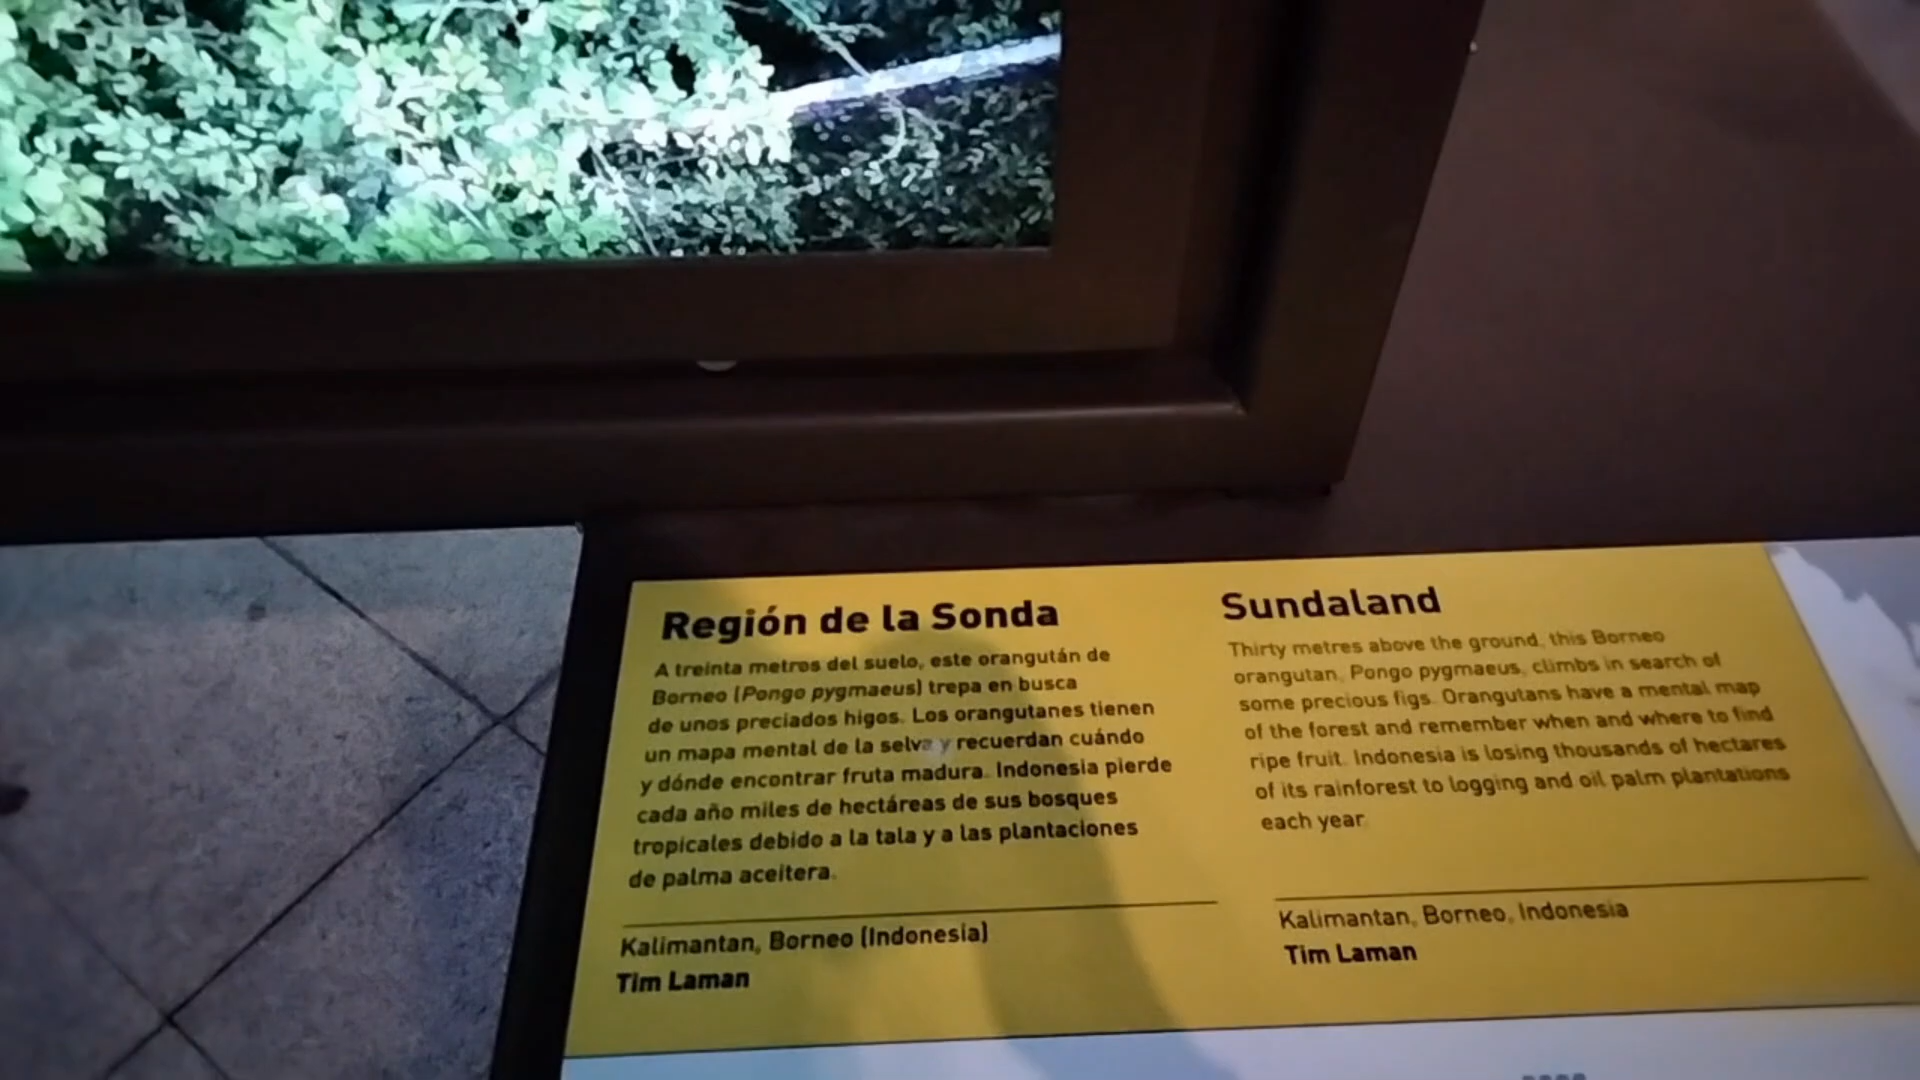 Región de la Sonda
A treinta metros del suelo, este orangután de
Borneo (Pongo pygmaeus) trepa en busca
de unos preciados higos. Los orangutanes tienen
un mapa mental de la selva y recuerdan cuándo
y dónde encontrar fruta madura. Indonesia pierde
cada año miles de hectáreas de sus bosques
tropicales debido a la tala y a las plantaciones
de palma aceitera.
Kalimantan, Borneo (Indonesia)
Tim Laman
Sundaland
Thirty metres above the ground, this Borneo
orangutan, Pongo pygmaeus, climbs in search of
some precious figs. Orangutans have a mental map
of the forest and remember when and where to find
ripe fruit. Indonesia is losing thousands of hectares
of its rainforest to logging and oil palm plantations
each year.
Kalimantan, Borneo, Indonesia
Tim Laman